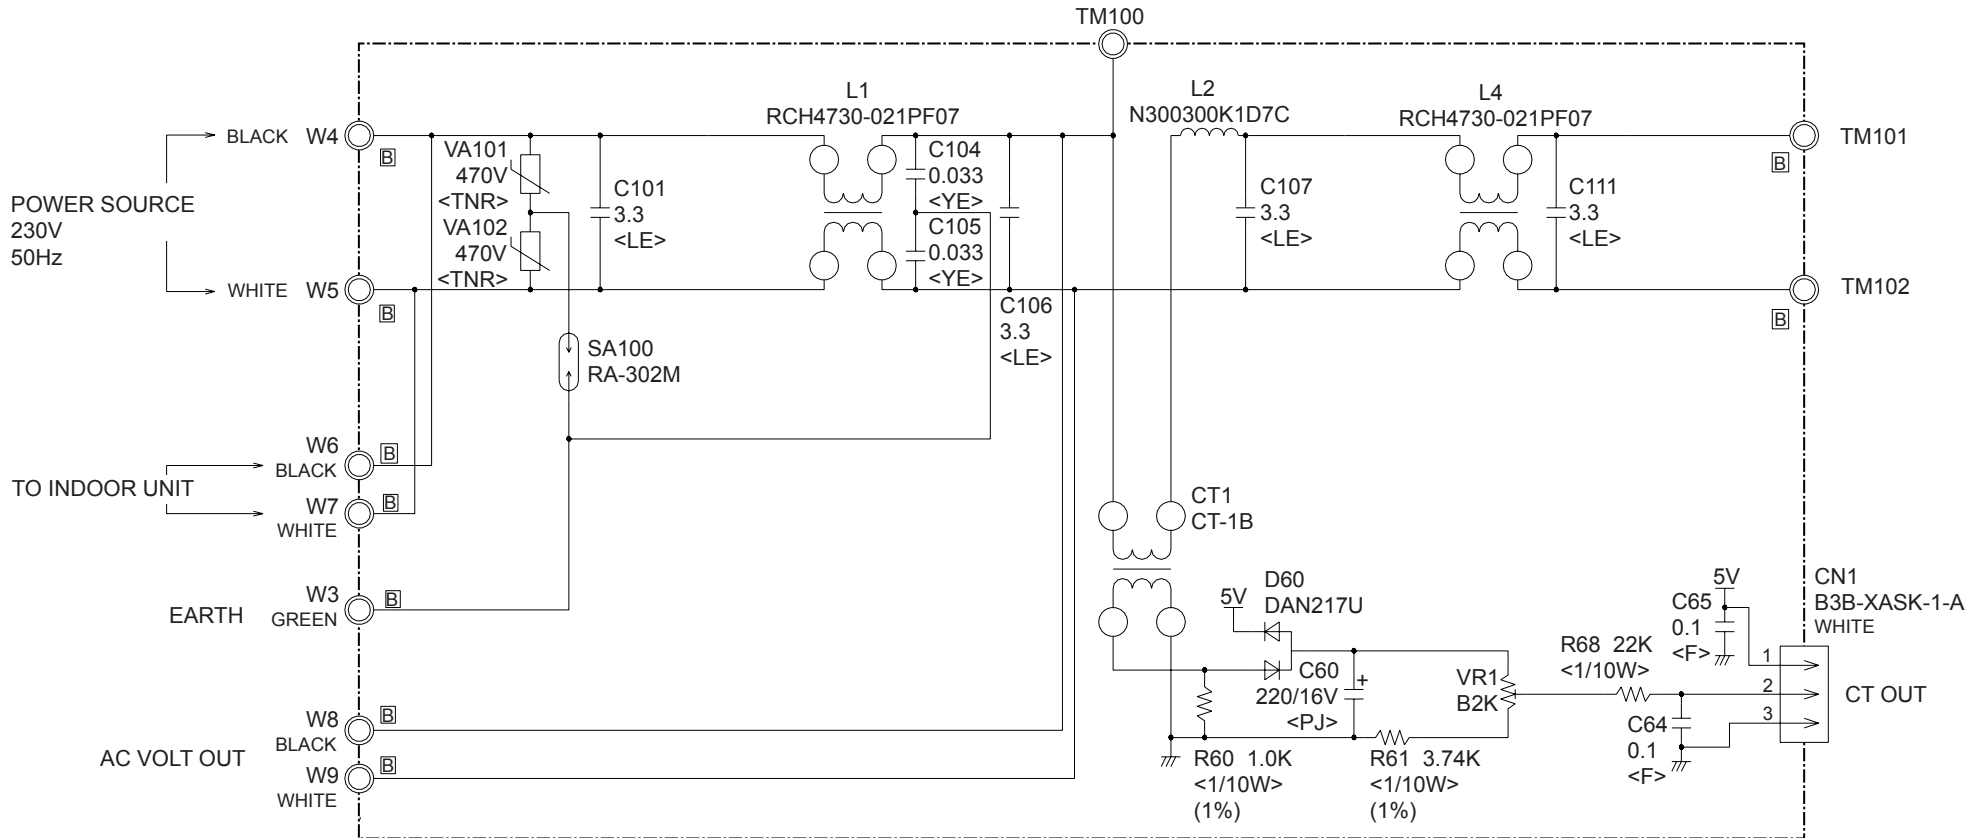 TM100
L1
RCH4730-021PF07
L2
N300300K1D7C
L4
RCH4730-021PF07
BLACK W4
B
VA101
470V
<TNR>
VA102
470V
<TNR>
C101
3.3
<LE>
C104
0.033
<YE>
C105
0.033
<YE>
C107
3.3
<LE>
C111
3.3
<LE>
TM101
B
POWER SOURCE
230V
50Hz
WHITE W5
B
C106
3.3
<LE>
TM102
B
SA100
RA-302M
W6
BLACK
B
TO INDOOR UNIT
W7
WHITE
B
CT1
CT-1B
EARTH
W3
GREEN
B
5V
D60
DAN217U
C60
220/16V
<PJ>
+
VR1
B2K
R68 22K
<1/10W>
5V
C65
0.1
<F>
CN1
B3B-XASK-1-A
WHITE
1
2
3
CT OUT
C64
0.1
<F>
R60 1.0K
<1/10W>
(1%)
R61 3.74K
<1/10W>
(1%)
AC VOLT OUT
W8
BLACK
B
W9
WHITE
B